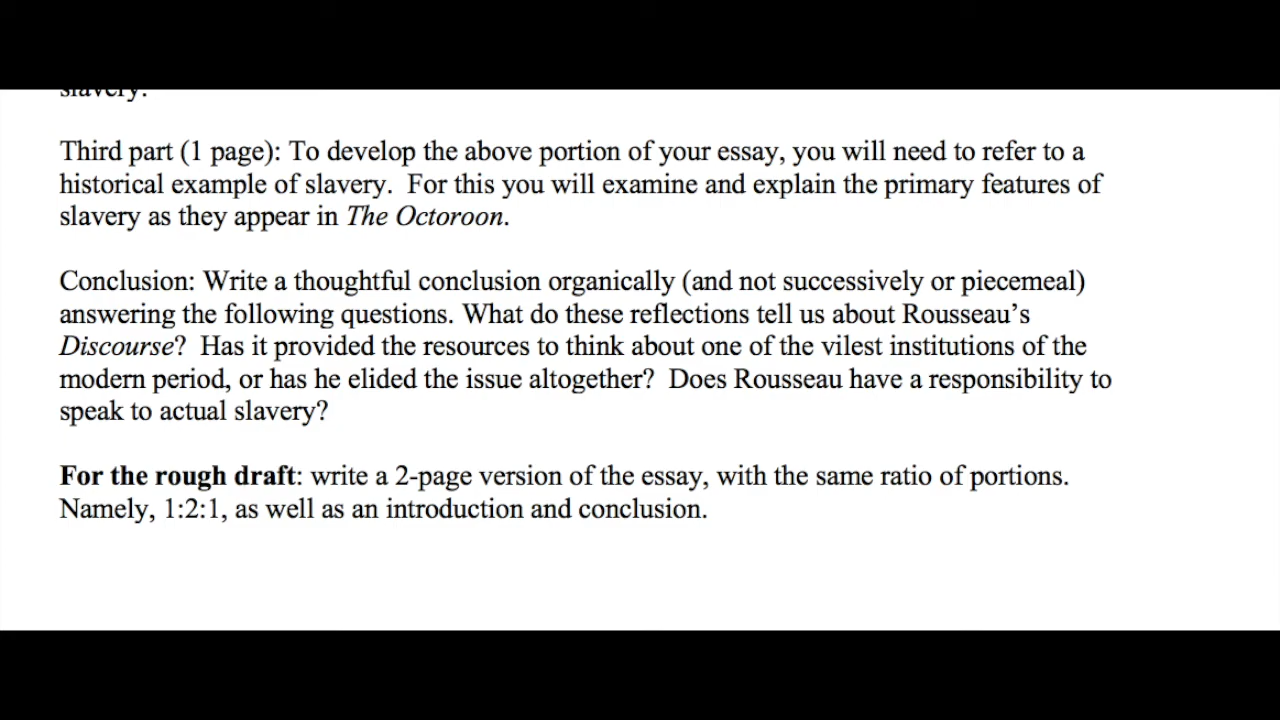 slavery.
Third part (1 page): To develop the above portion of your essay, you will need to refer to a
historical example of slavery.  For this you will examine and explain the primary features of
slavery as they appear in The Octoroon.
Conclusion: Write a thoughtful conclusion organically (and not successively or piecemeal)
answering the following questions. What do these reflections tell us about Rousseau’s
Discourse?  Has it provided the resources to think about one of the vilest institutions of the
modern period, or has he elided the issue altogether?  Does Rousseau have a responsibility to
speak to actual slavery?
For the rough draft: write a 2-page version of the essay, with the same ratio of portions.
Namely, 1:2:1, as well as an introduction and conclusion.